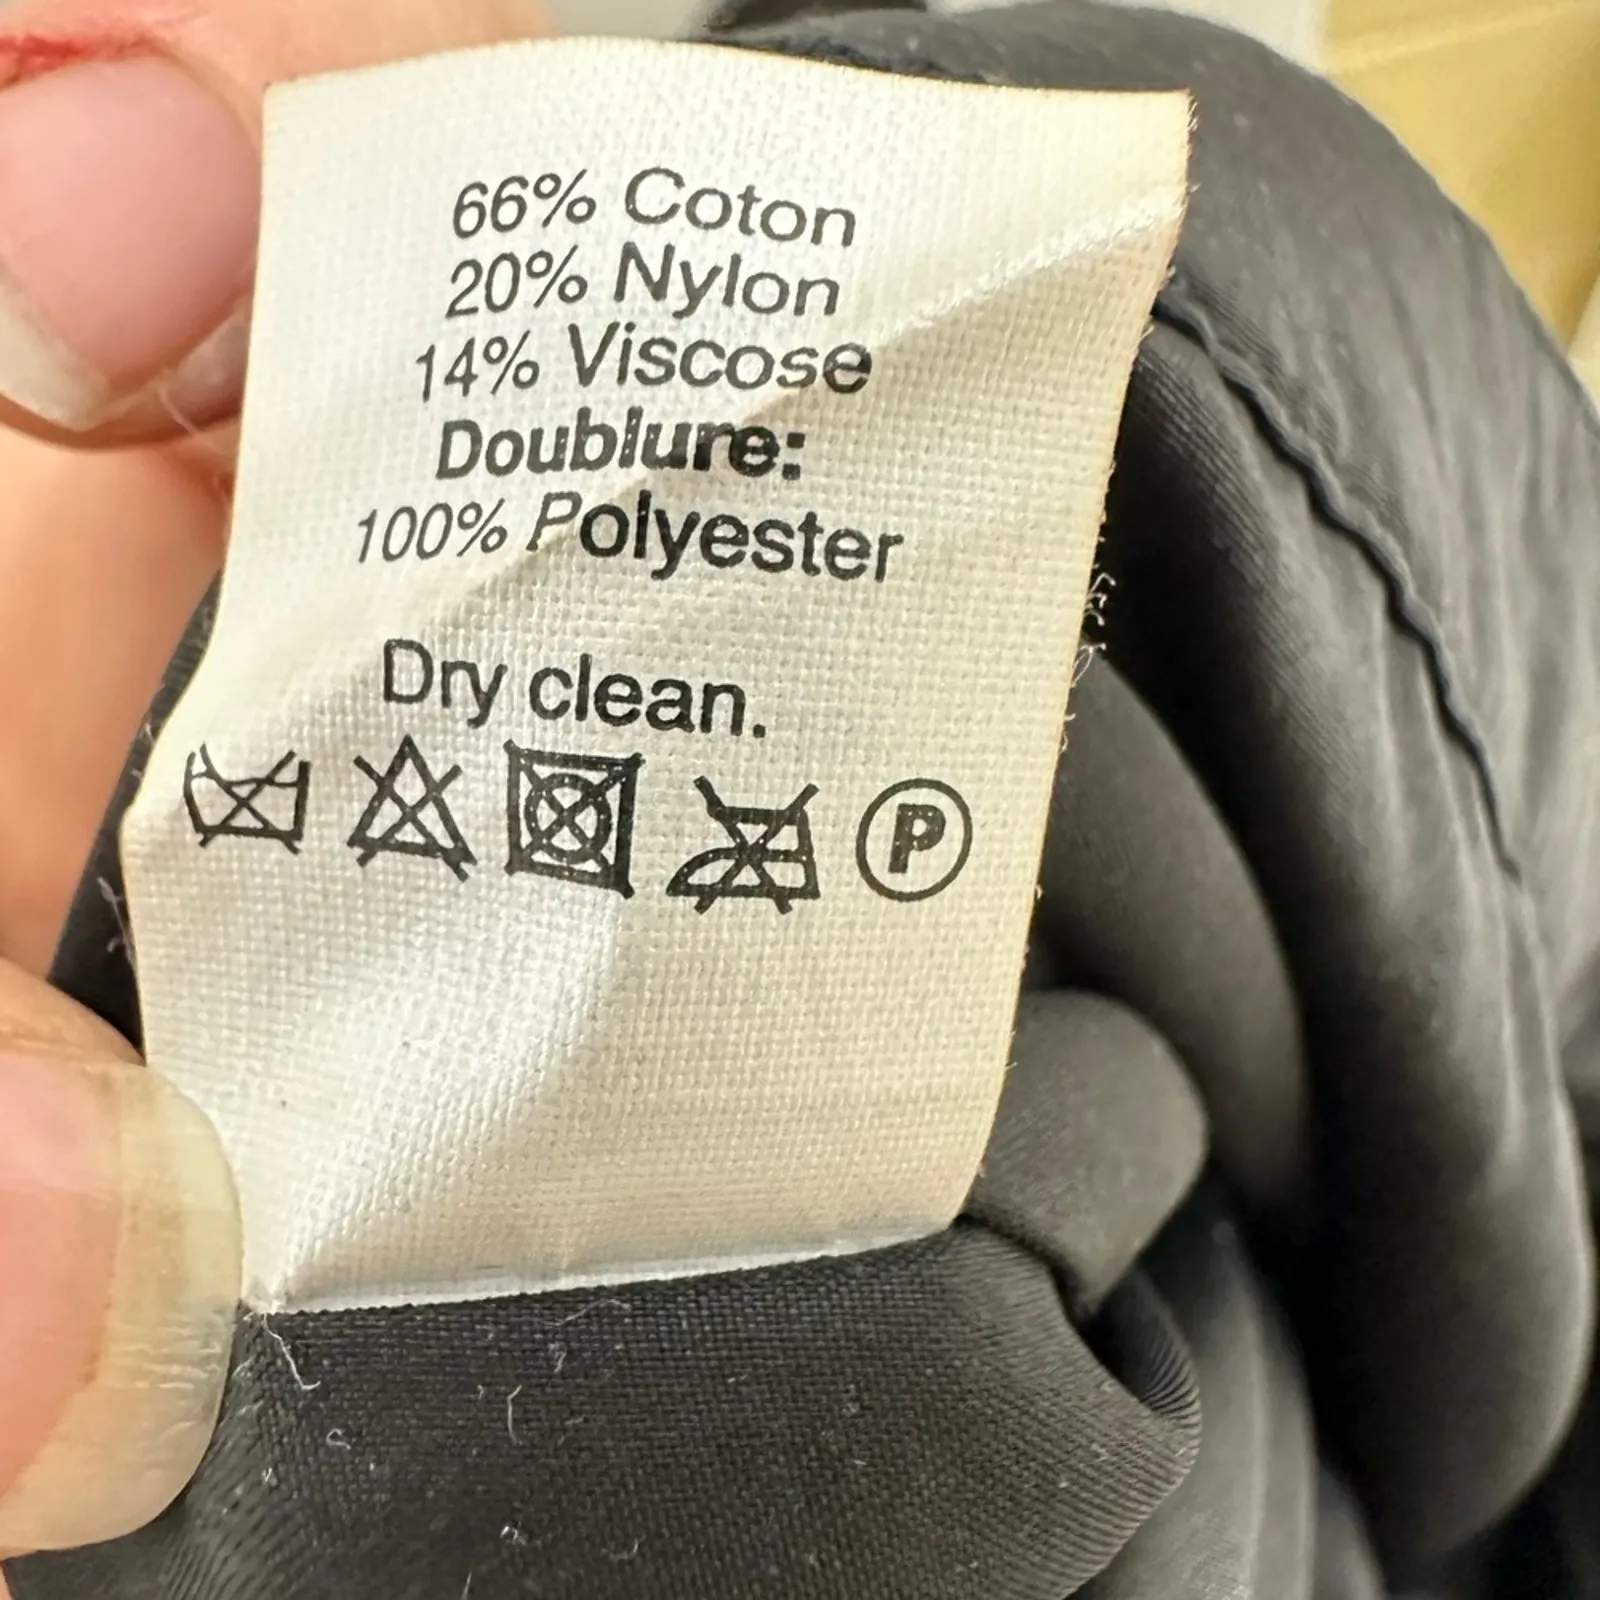 66% Coton
20% Nylon
14% Viscose
Doublure:
100% Polyester
Dry clean.
P